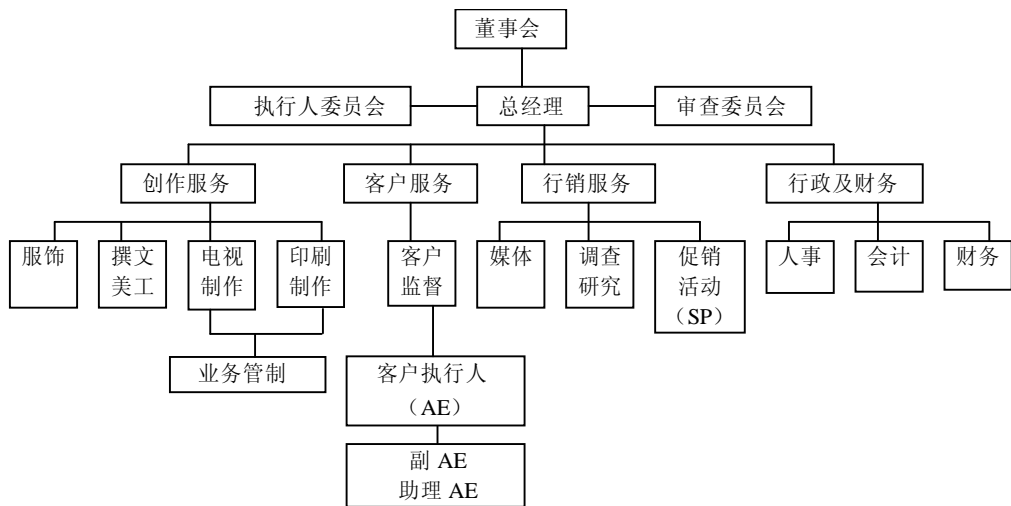 董事会
执行人委员会
总经理
审查委员会
创作服务
客户服务
行销服务
行政及财务
服饰
撰文
美工
电视
制作
印刷
制作
客户
监督
媒体
调查
研究
促销
活动
（SP）
人事
会计
财务
业务管制
客户执行人
（AE）
副 AE
助理 AE